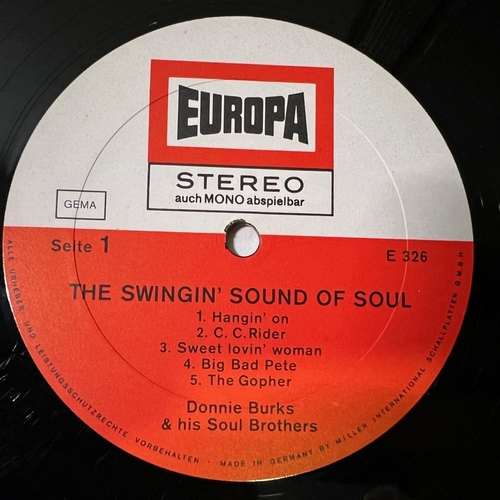 EUROPA
STEREO
auch MONO abspielbar
GEMA
Seite 1
E 326
THE SWINGIN' SOUND OF SOUL
1. Hangin' on
2. C. C. Rider
3. Sweet lovin' woman
4. Big Bad Pete
5. The Gopher
Donnie Burks
& his Soul Brothers
ALLE URHEBER- UND LEISTUNGSSCHUTZRECHTE VORBEHALTEN · MADE IN GERMANY BY MILLER INTERNATIONAL SCHALLPLATTEN GMBH